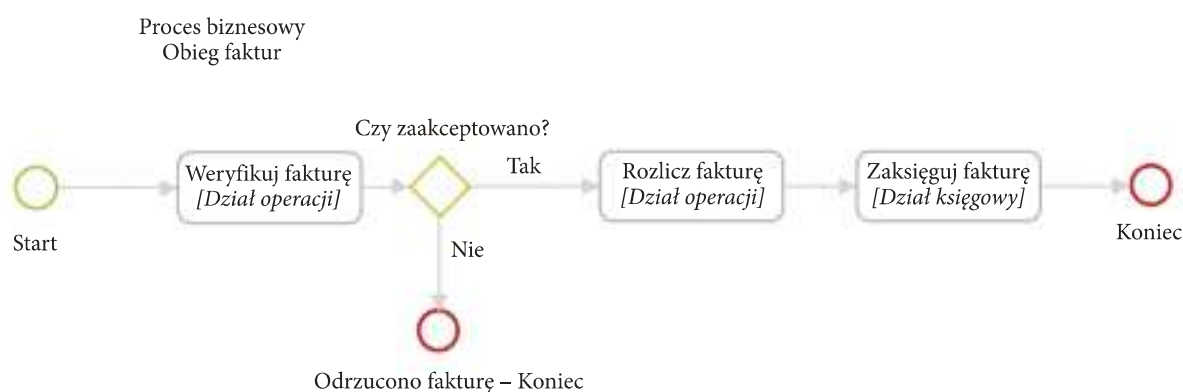 Proces biznesowy
Obieg faktur
Czy zaakceptowano?
Weryfikuj fakturę
[Dział operacji]
Tak
Rozlicz fakturę
[Dział operacji]
Zaksięguj fakturę
[Dział księgowy]
Start
Nie
Koniec
Odrzucono fakturę – Koniec